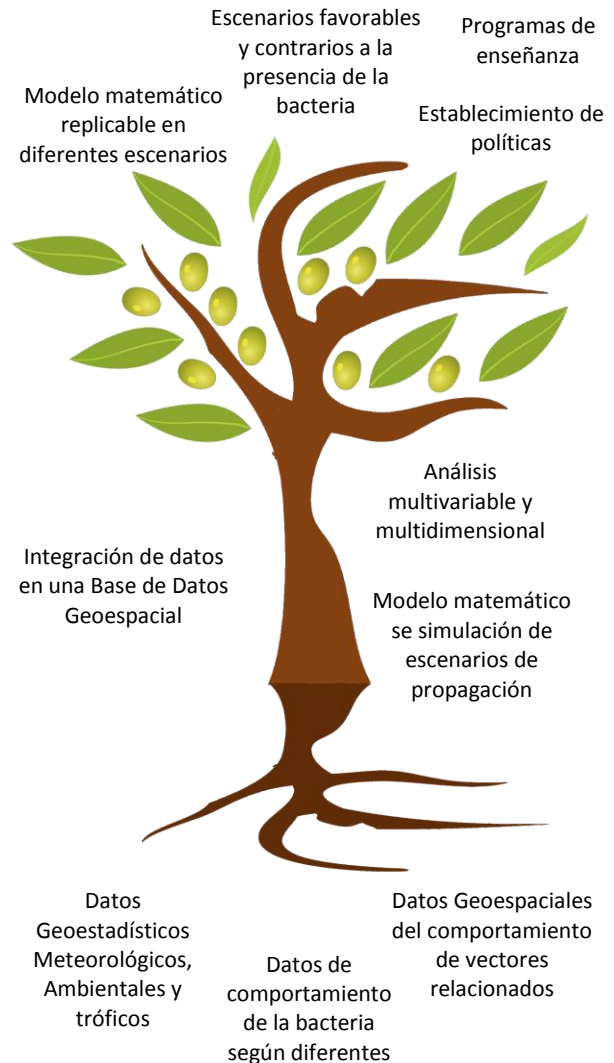 Escenarios favorables
y contrarios a la
presencia de la
bacteria
Programas de
enseñanza
Modelo matemático
replicable en
diferentes escenarios
Establecimiento de
políticas
Análisis
multivariable y
multidimensional
Integración de datos
en una Base de Datos
Geoespacial
Modelo matemático
se simulación de
escenarios de
propagación
Datos
Geoestadísticos
Meteorológicos,
Ambientales y
tróficos
Datos de
comportamiento
de la bacteria
según diferentes
Datos Geoespaciales
del comportamiento
de vectores
relacionados